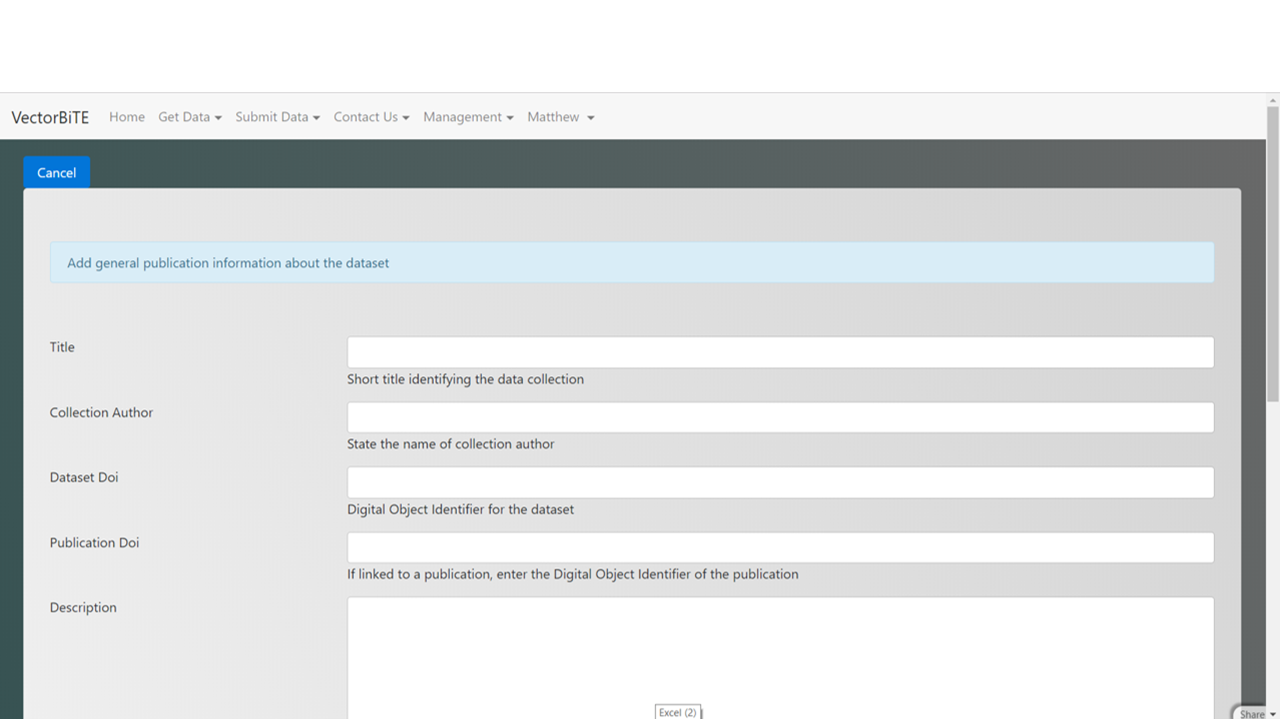 VectorBiTE Home Get Data Submit Data Contact Us Management Matthew
Cancel
Add general publication information about the dataset
Title
Short title identifying the data collection
Collection Author
State the name of collection author
Dataset Doi
Digital Object Identifier for the dataset
Publication Doi
If linked to a publication, enter the Digital Object Identifier of the publication
Description
Excel (2)
Share